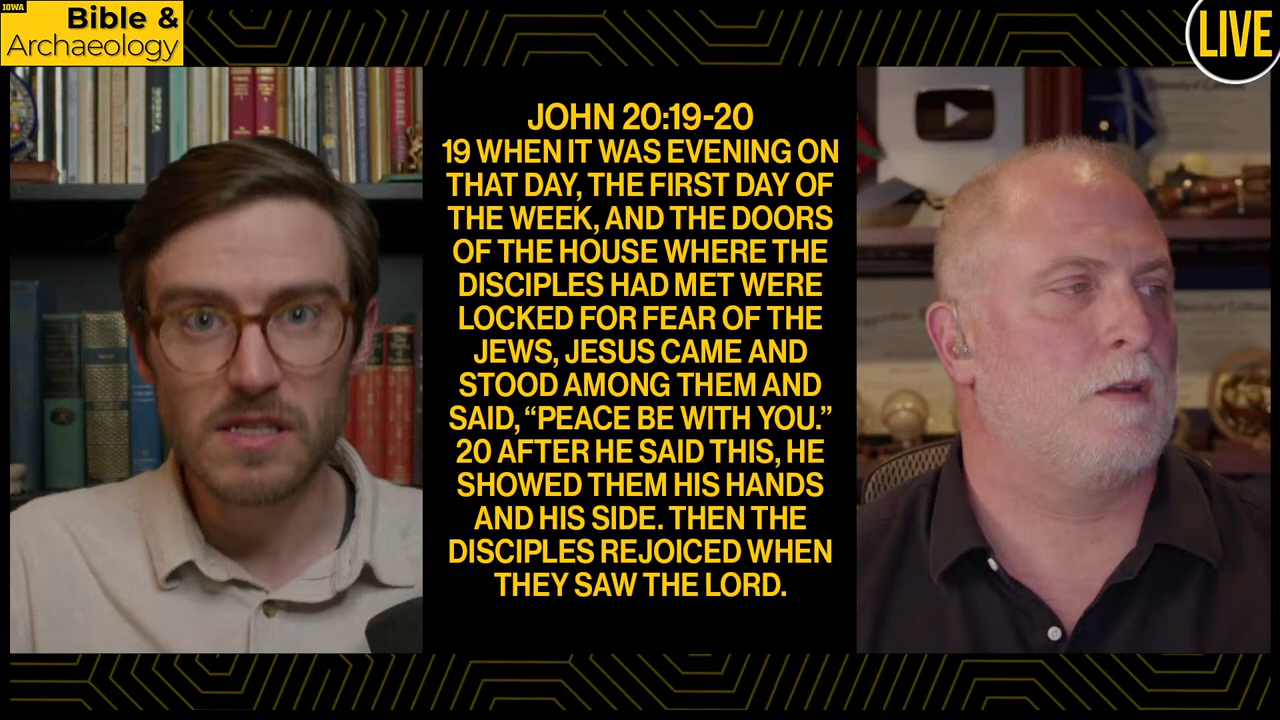 IOWA
Bible &
Archaeology
LIVE
JOHN 20:19-20
19 WHEN IT WAS EVENING ON
THAT DAY, THE FIRST DAY OF
THE WEEK, AND THE DOORS
OF THE HOUSE WHERE THE
DISCIPLES HAD MET WERE
LOCKED FOR FEAR OF THE
JEWS, JESUS CAME AND
STOOD AMONG THEM AND
SAID, “PEACE BE WITH YOU.”
20 AFTER HE SAID THIS, HE
SHOWED THEM HIS HANDS
AND HIS SIDE. THEN THE
DISCIPLES REJOICED WHEN
THEY SAW THE LORD.